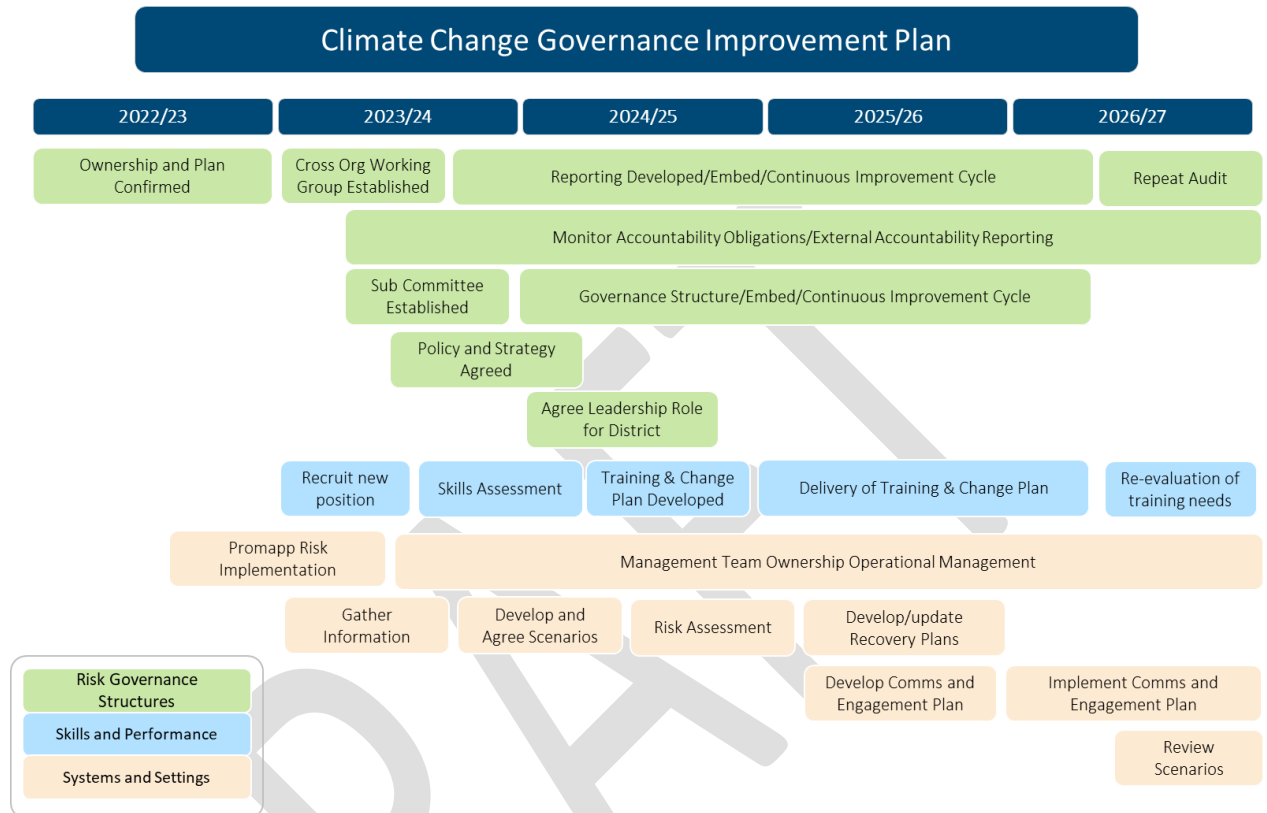 Climate Change Governance Improvement Plan
2022/23
2023/24
2024/25
2025/26
2026/27
Ownership and Plan
Confirmed
Cross Org Working
Group Established
Reporting Developed/Embed/Continuous Improvement Cycle
Repeat Audit
Monitor Accountability Obligations/External Accountability Reporting
Sub Committee
Established
Governance Structure/Embed/Continuous Improvement Cycle
Policy and Strategy
Agreed
Agree Leadership Role
for District
Recruit new
position
Skills Assessment
Training & Change
Plan Developed
Delivery of Training & Change Plan
Re-evaluation of
training needs
Promapp Risk
Implementation
Management Team Ownership Operational Management
Gather
Information
Develop and
Agree Scenarios
Risk Assessment
Develop/update
Recovery Plans
Develop Comms and
Engagement Plan
Implement Comms and
Engagement Plan
Review
Scenarios
Risk Governance
Structures
Skills and Performance
Systems and Settings
DRAFT